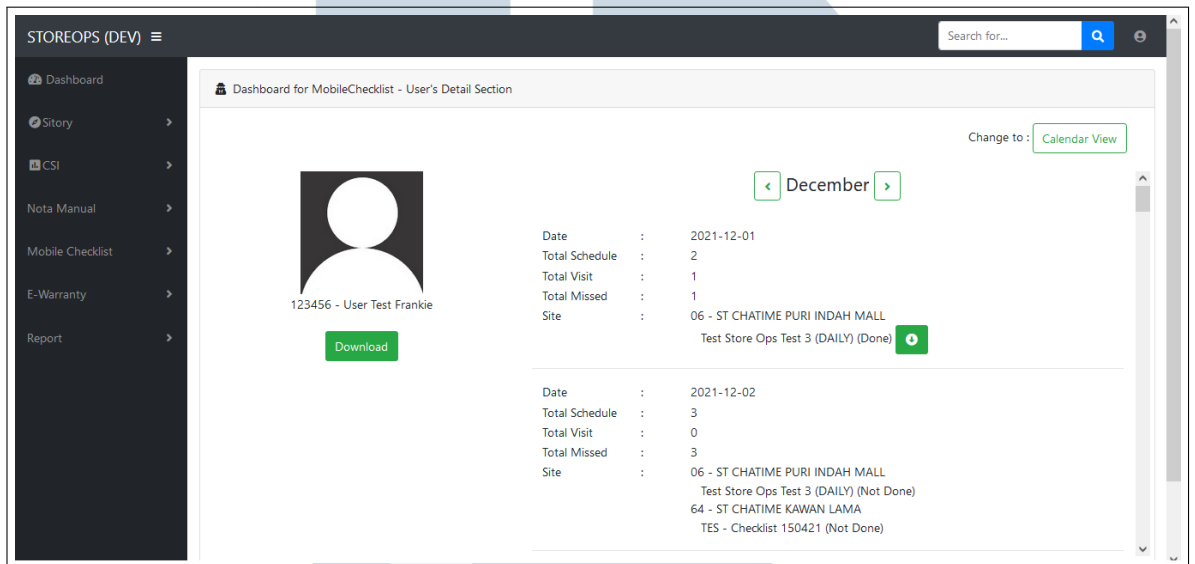 STOREOPS (DEV)
Search for...
Dashboard
Sitory
CSI
Nota Manual
Mobile Checklist
E-Warranty
Report
Dashboard for MobileChecklist - User's Detail Section
Change to : Calendar View
123456 - User Test Frankie
Download
December
Date : 2021-12-01
Total Schedule : 2
Total Visit : 1
Total Missed : 1
Site : 06 - ST CHATIME PURI INDAH MALL
Test Store Ops Test 3 (DAILY) (Done)
Date : 2021-12-02
Total Schedule : 3
Total Visit : 0
Total Missed : 3
Site : 06 - ST CHATIME PURI INDAH MALL
Test Store Ops Test 3 (DAILY) (Not Done)
64 - ST CHATIME KAWAN LAMA
TES - Checklist 150421 (Not Done)